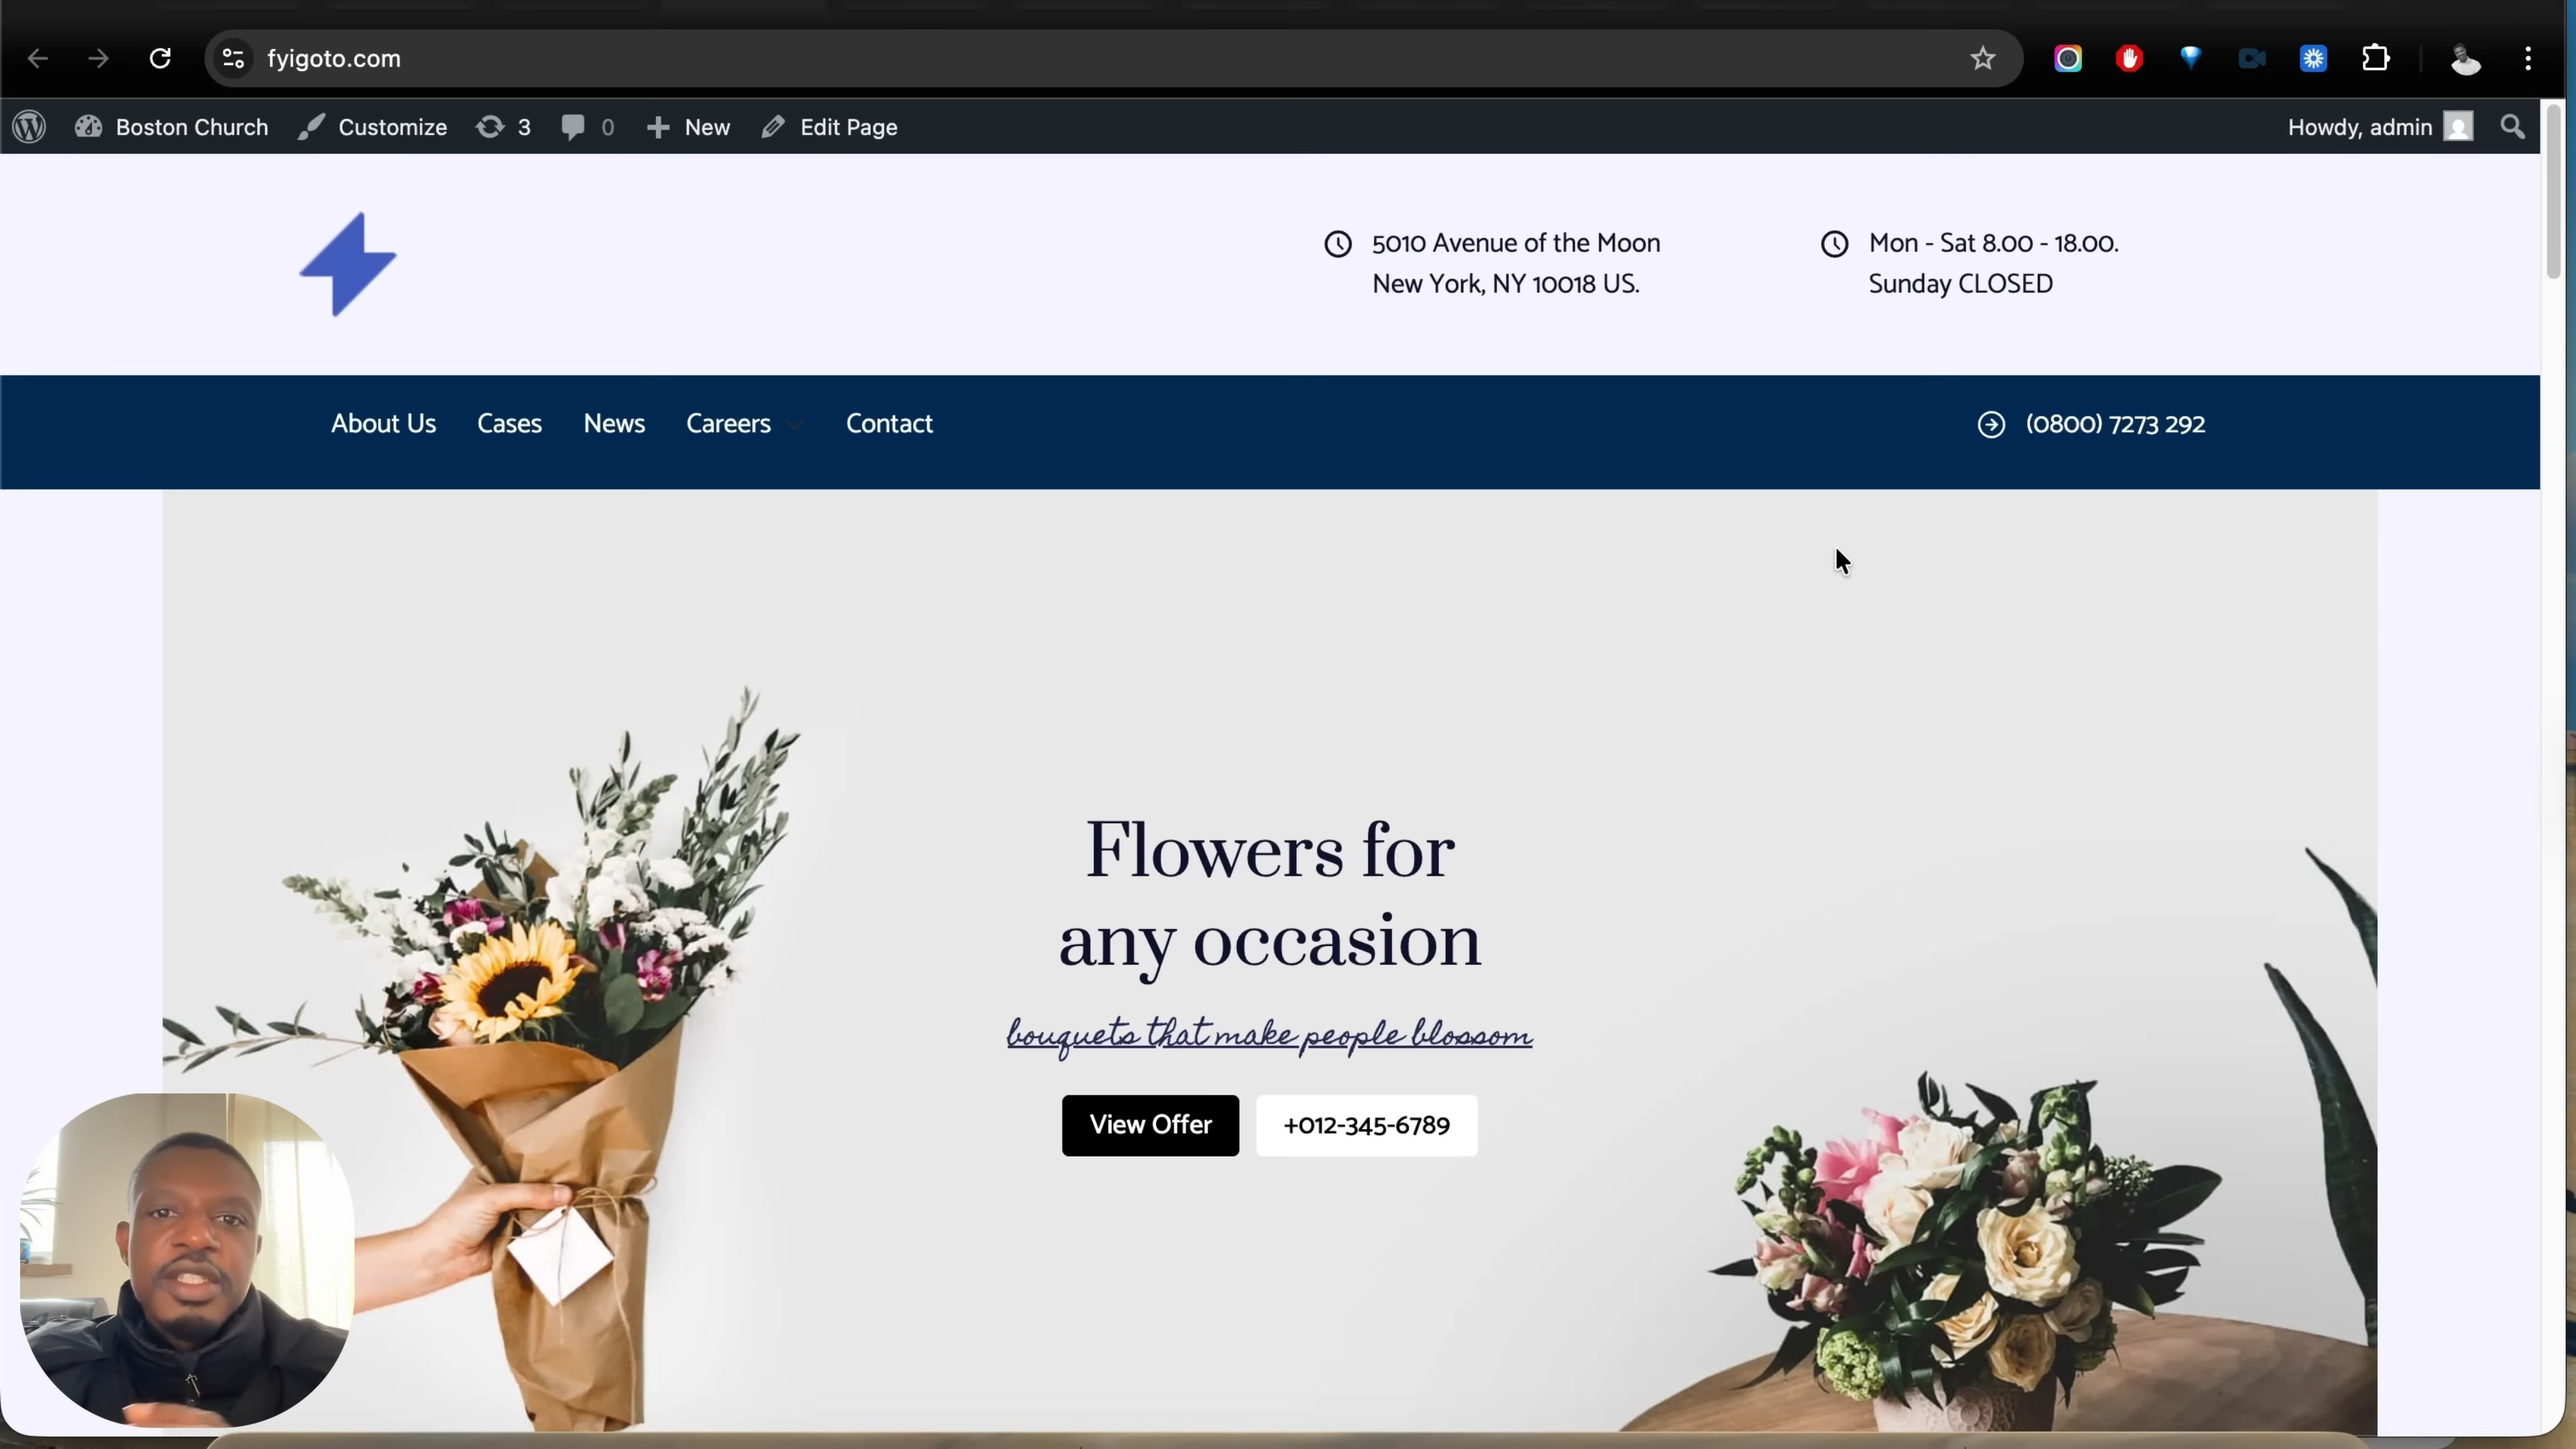 fyigoto.com
Boston Church Customize 3 0 New Edit Page Howdy, admin
5010 Avenue of the Moon
New York, NY 10018 US.
Mon - Sat 8.00 - 18.00.
Sunday CLOSED
About Us Cases News Careers Contact (0800) 7273 292
Flowers for
any occasion
bouquets that make people blossom
View Offer +012-345-6789